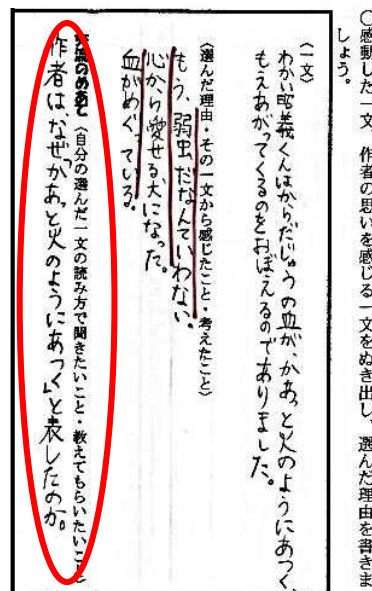 ○感動した一文、作者の思いを感じる一文をぬき出し、選んだ理由を書きま
しょう。
〈一文〉
わかい昭義くんはからだじゅうの血が、かあっと火のようにあつく、
もえあがってくるのをおぼえるのでありました。
〈選んだ理由・その一文から感じたこと・考えたこと〉
もう、弱虫だなんていわない。
心から愛せる犬になった。
血がめぐっている。
交流のめあて〈自分の選んだ一文の読み方で聞きたいこと・教えてもらいたいこと〉
作者は、なぜ「かあっと火のようにあつく」と表したのか。